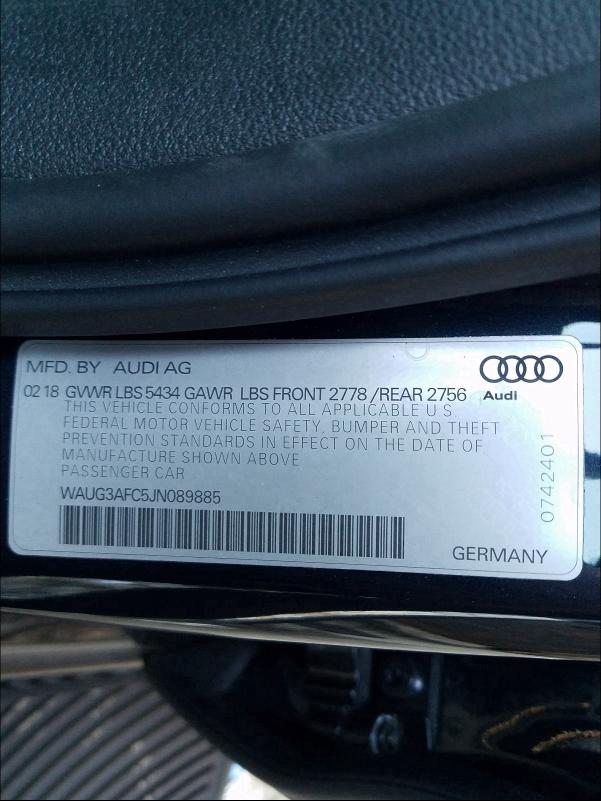 MFD. BY AUDI AG
Audi
02 18 GVWR LBS 5434 GAWR LBS FRONT 2778 /REAR 2756
THIS VEHICLE CONFORMS TO ALL APPLICABLE U S
FEDERAL MOTOR VEHICLE SAFETY, BUMPER AND THEFT
PREVENTION STANDARDS IN EFFECT ON THE DATE OF
MANUFACTURE SHOWN ABOVE
PASSENGER CAR
WAUG3AFC5JN089885
GERMANY
0742401